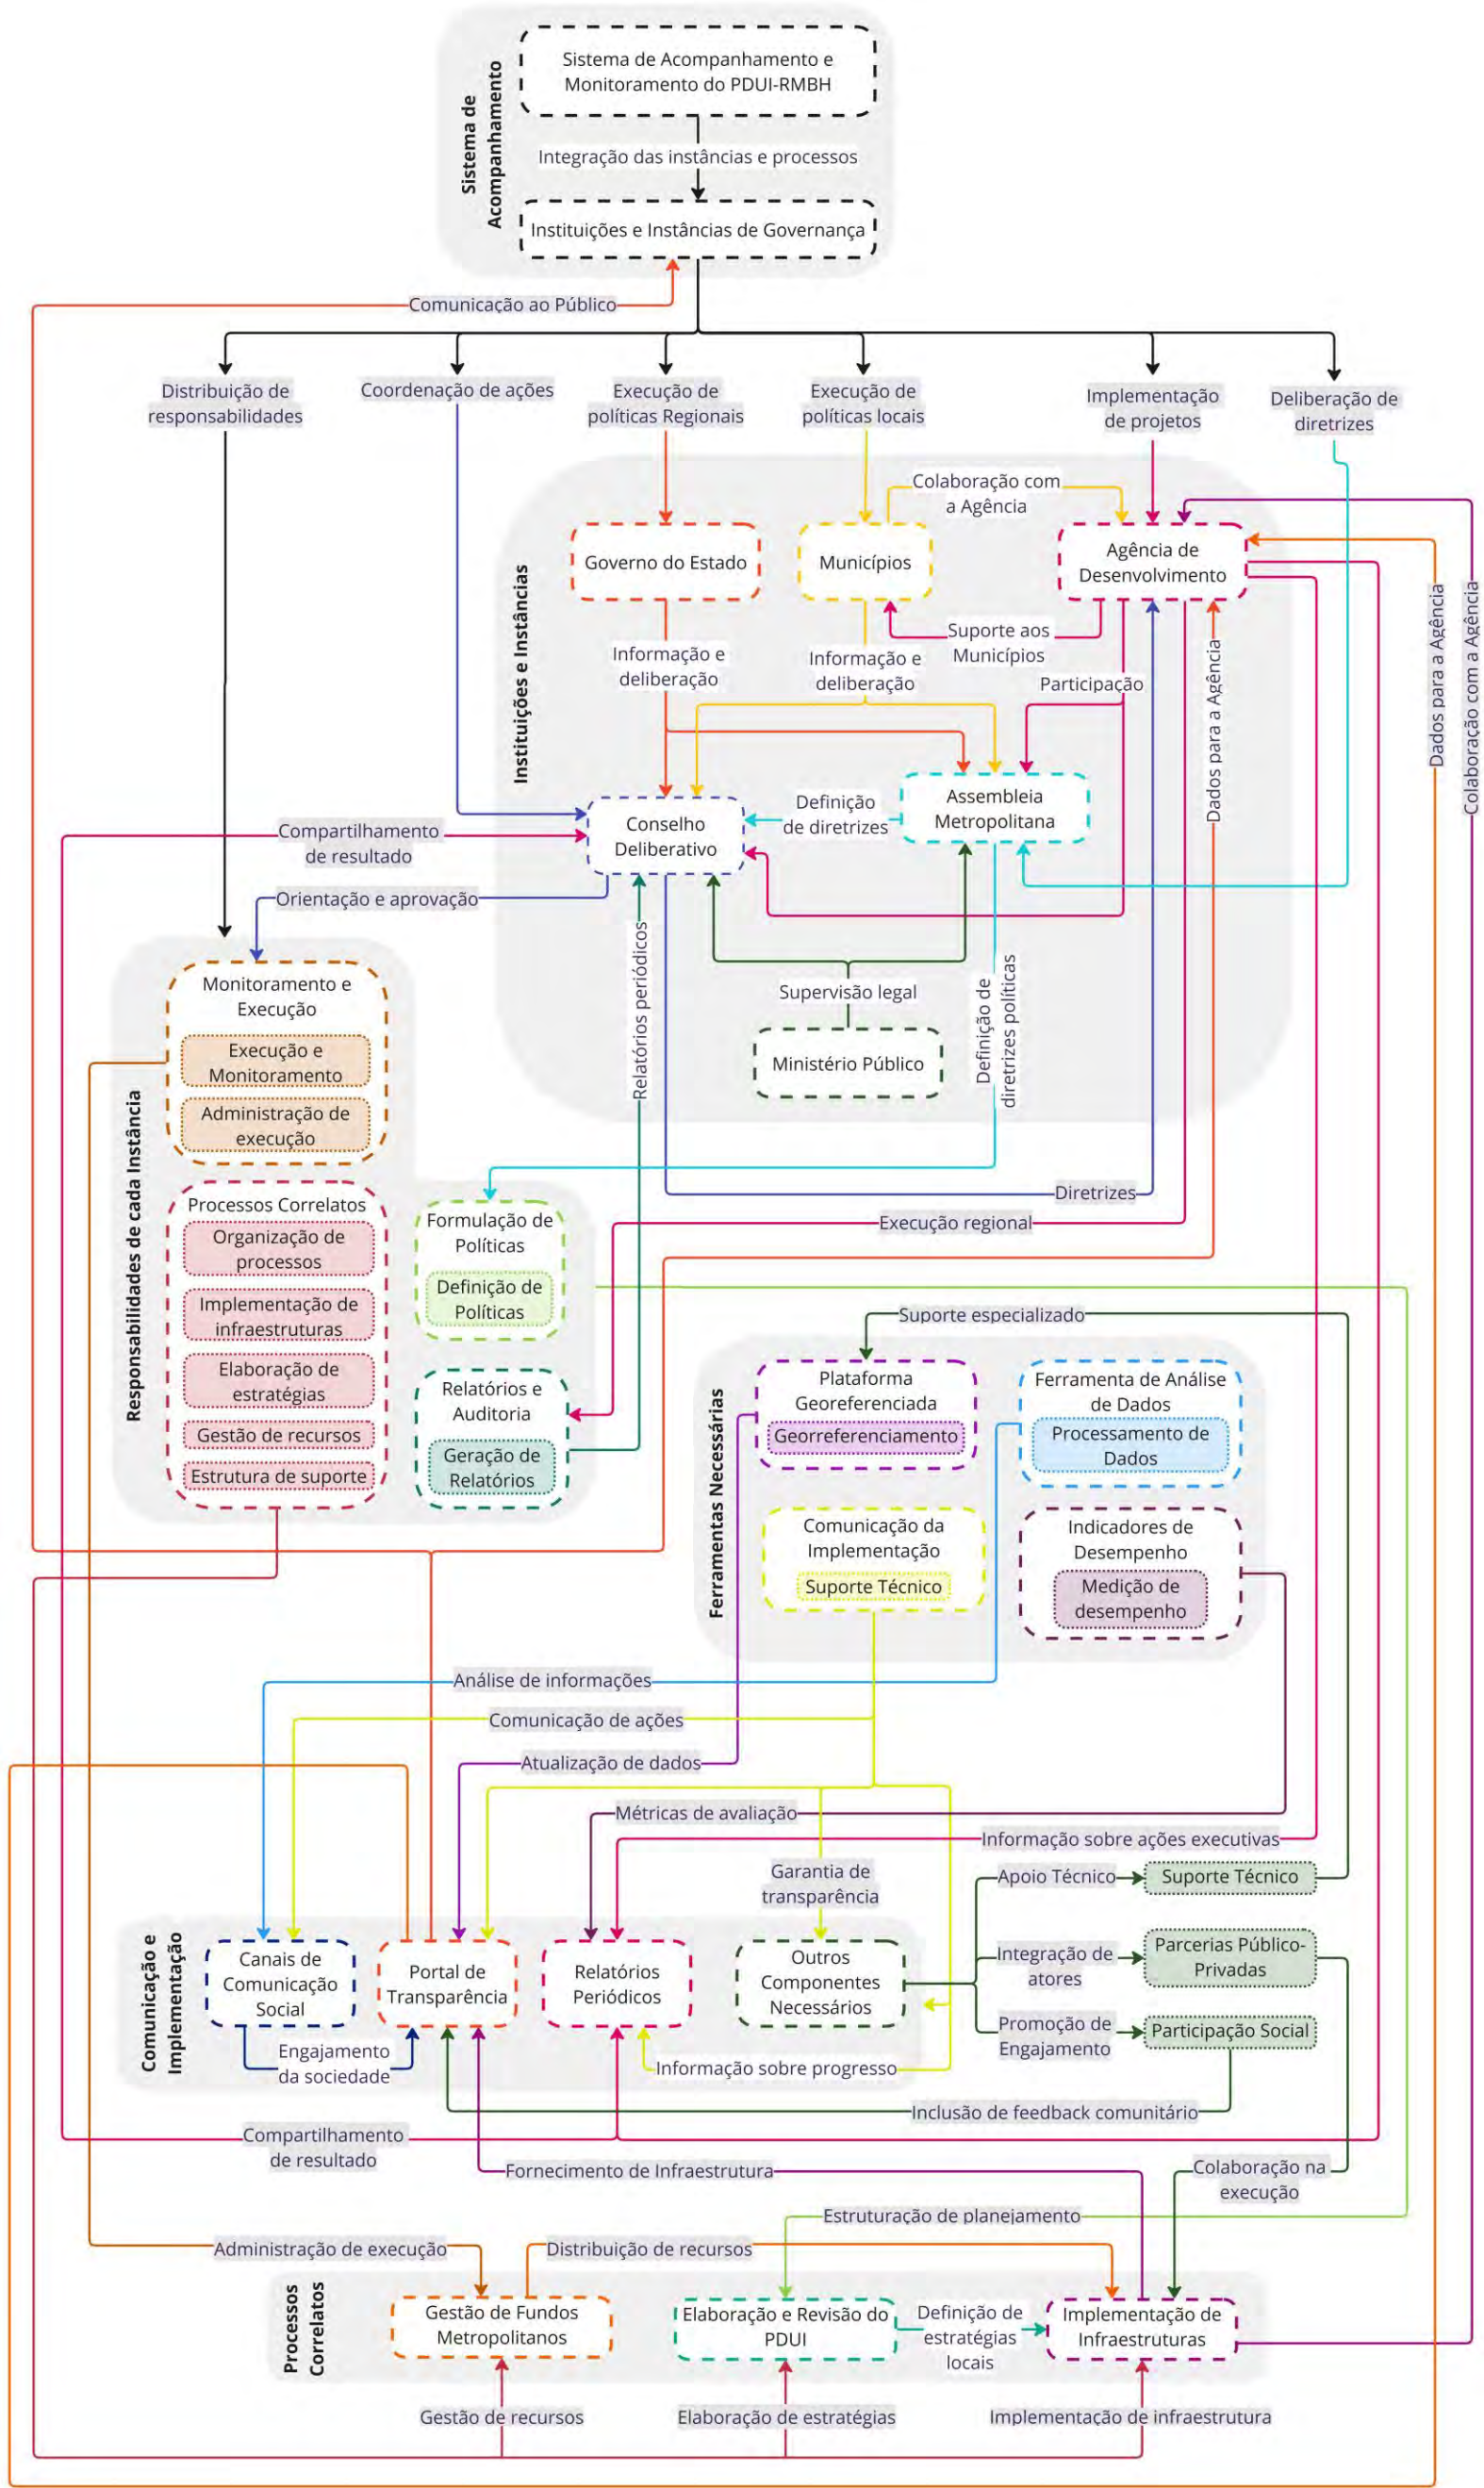 Sistema de
Acompanhamento
Sistema de Acompanhamento e
Monitoramento do PDUI-RMBH
Integração das instâncias e processos
Instituições e Instâncias de Governança
Comunicação ao Público
Distribuição de
responsabilidades
Coordenação de ações
Execução de
políticas Regionais
Execução de
políticas locais
Implementação
de projetos
Deliberação de
diretrizes
Instituições e Instâncias
Colaboração com
a Agência
Governo do Estado
Municípios
Agência de
Desenvolvimento
Suporte aos
Municípios
Informação e
deliberação
Informação e
deliberação
Participação
Dados para a Agência
Dados para a Agência
Colaboração com a Agência
Conselho
Deliberativo
Definição
de diretrizes
Assembleia
Metropolitana
Compartilhamento
de resultado
Orientação e aprovação
Relatórios periódicos
Supervisão legal
Definição de
diretrizes políticas
Ministério Público
Responsabilidades de cada Instância
Monitoramento e
Execução
Execução e
Monitoramento
Administração de
execução
Diretrizes
Execução regional
Processos Correlatos
Organização de
processos
Implementação de
infraestruturas
Elaboração de
estratégias
Gestão de recursos
Estrutura de suporte
Formulação de
Políticas
Definição de
Políticas
Relatórios e
Auditoria
Geração de
Relatórios
Suporte especializado
Ferramentas Necessárias
Plataforma
Georeferenciada
Georreferenciamento
Ferramenta de Análise
de Dados
Processamento de
Dados
Comunicação da
Implementação
Suporte Técnico
Indicadores de
Desempenho
Medição de
desempenho
Análise de informações
Comunicação de ações
Atualização de dados
Métricas de avaliação
Informação sobre ações executivas
Garantia de
transparência
Apoio Técnico
Suporte Técnico
Comunicação e
Implementação
Canais de
Comunicação
Social
Portal de
Transparência
Relatórios
Periódicos
Outros
Componentes
Necessários
Integração de
atores
Parcerias Público-
Privadas
Promoção de
Engajamento
Participação Social
Engajamento
da sociedade
Informação sobre progresso
Inclusão de feedback comunitário
Compartilhamento
de resultado
Fornecimento de Infraestrutura
Colaboração na
execução
Estruturação de planejamento
Administração de execução
Distribuição de recursos
Processos
Correlatos
Gestão de Fundos
Metropolitanos
Elaboração e Revisão do
PDUI
Definição de
estratégias
locais
Implementação de
Infraestruturas
Gestão de recursos
Elaboração de estratégias
Implementação de infraestrutura